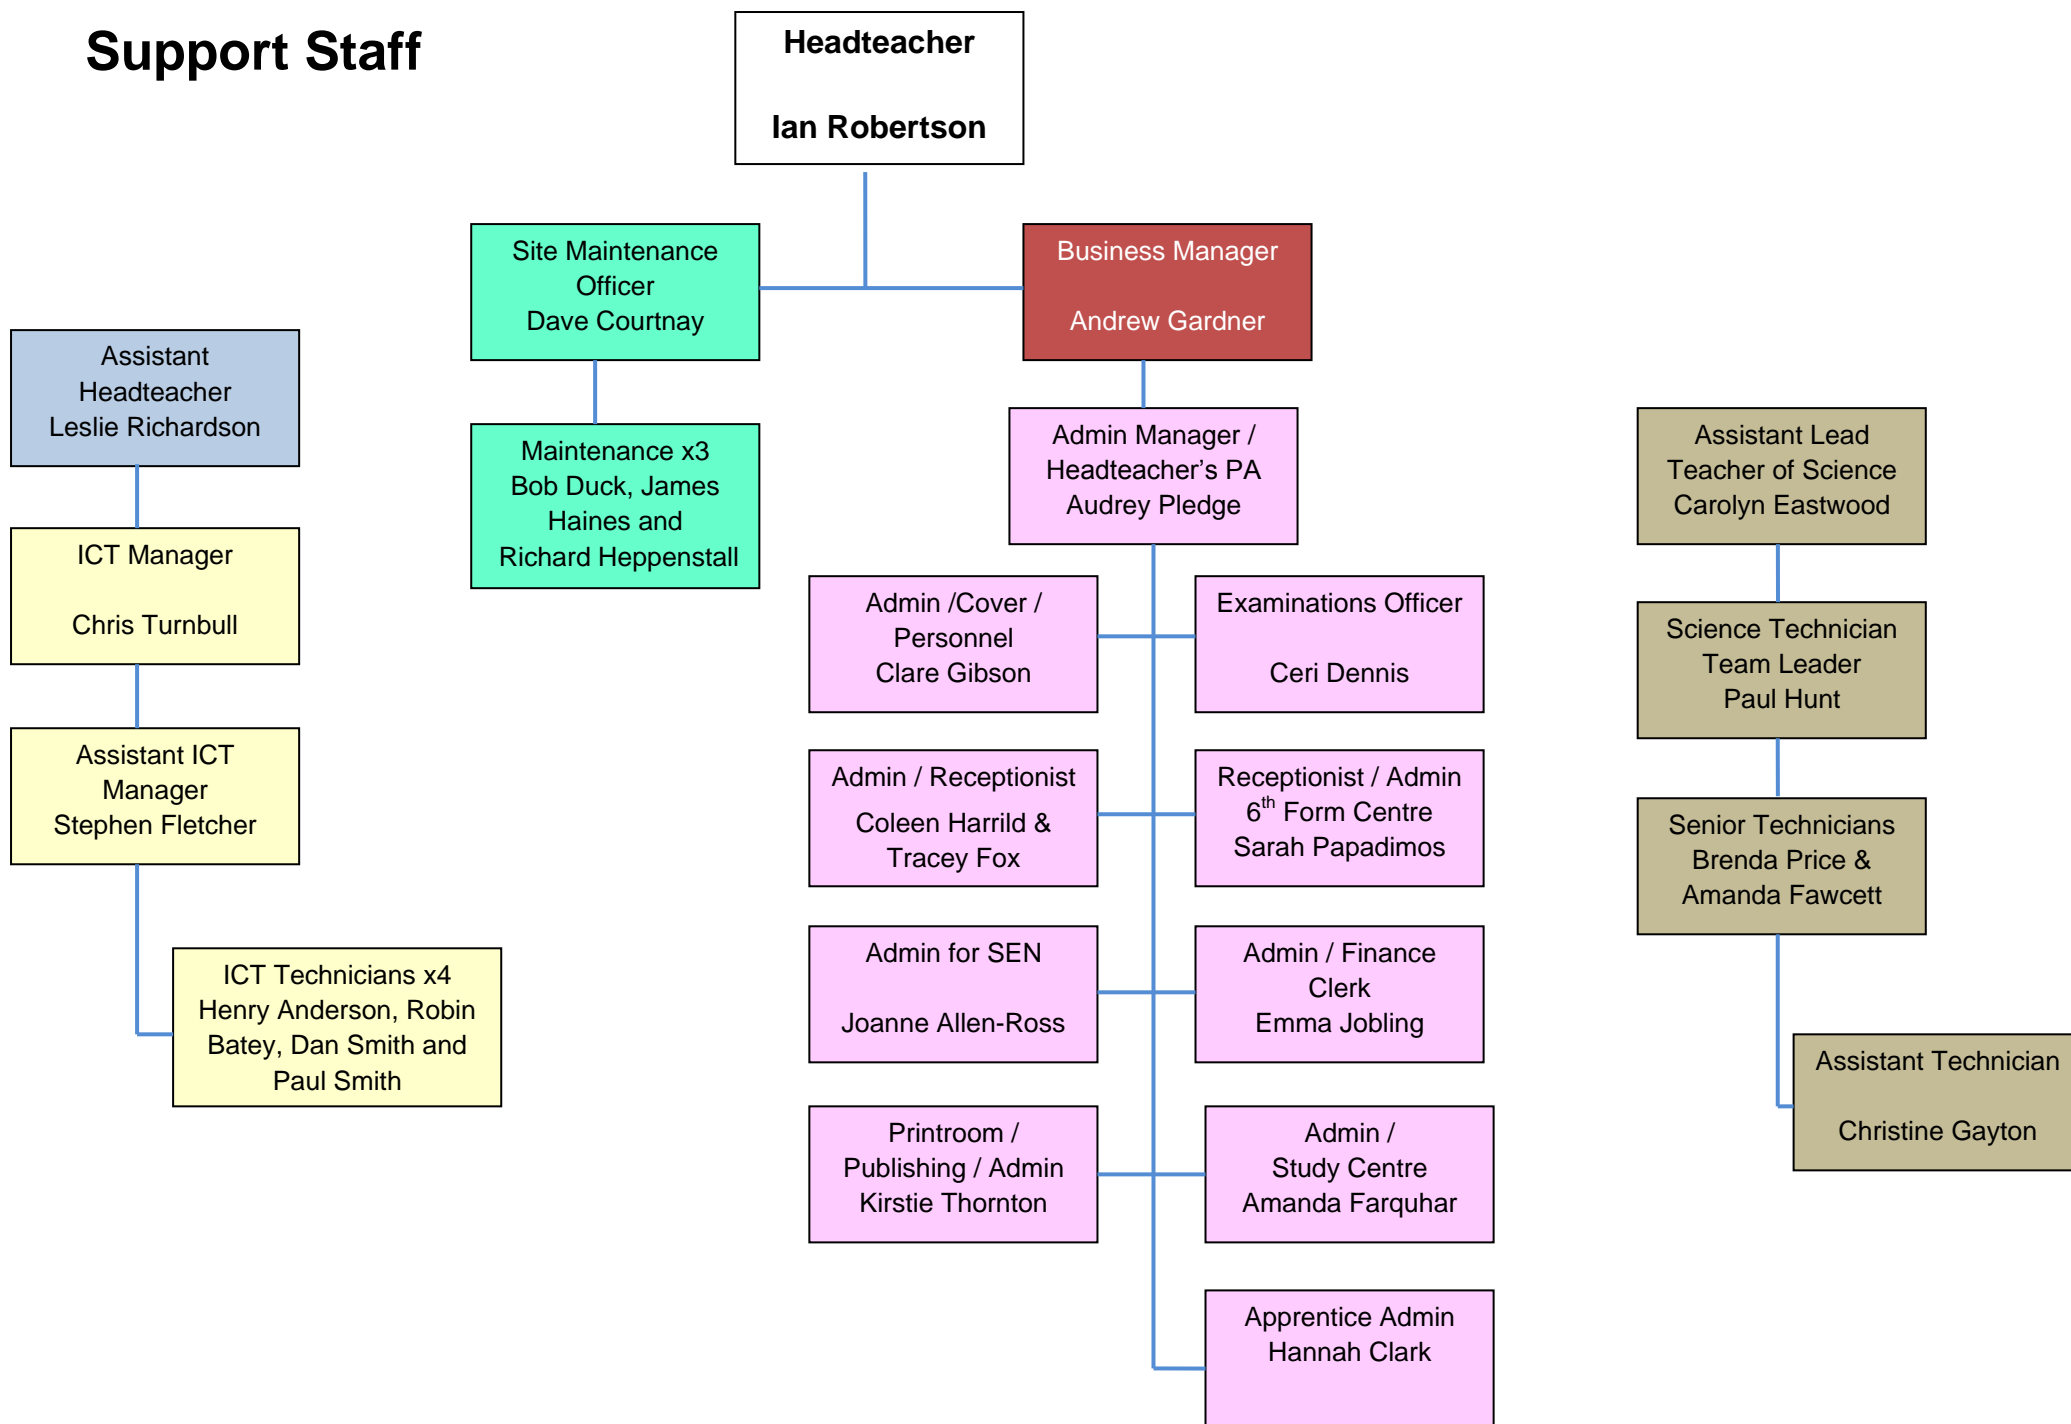 Support Staff
Headteacher
Ian Robertson
Site Maintenance
Officer
Dave Courtnay
Business Manager
Andrew Gardner
Assistant
Headteacher
Leslie Richardson
Maintenance x3
Bob Duck, James
Haines and
Richard Heppenstall
Admin Manager /
Headteacher’s PA
Audrey Pledge
Assistant Lead
Teacher of Science
Carolyn Eastwood
ICT Manager
Chris Turnbull
Admin /Cover /
Personnel
Clare Gibson
Examinations Officer
Ceri Dennis
Science Technician
Team Leader
Paul Hunt
Assistant ICT
Manager
Stephen Fletcher
Admin / Receptionist
Coleen Harrild &
Tracey Fox
Receptionist / Admin
6th Form Centre
Sarah Papadimos
Senior Technicians
Brenda Price &
Amanda Fawcett
ICT Technicians x4
Henry Anderson, Robin
Batey, Dan Smith and
Paul Smith
Admin for SEN
Joanne Allen-Ross
Admin / Finance
Clerk
Emma Jobling
Assistant Technician
Christine Gayton
Printroom /
Publishing / Admin
Kirstie Thornton
Admin /
Study Centre
Amanda Farquhar
Apprentice Admin
Hannah Clark